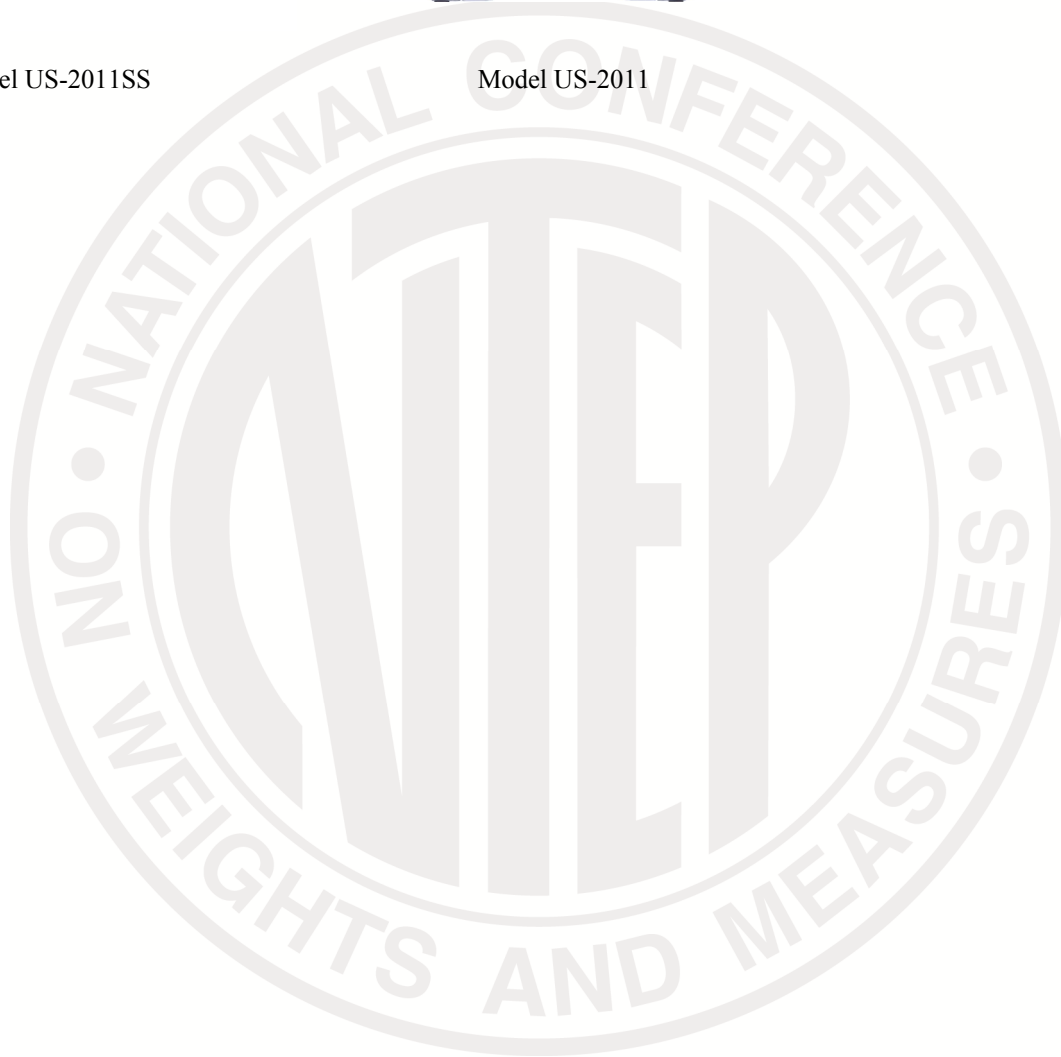 el US-2011SS Model US-2011
NATIONAL CONFERENCE
ON WEIGHTS AND MEASURES
NTEP